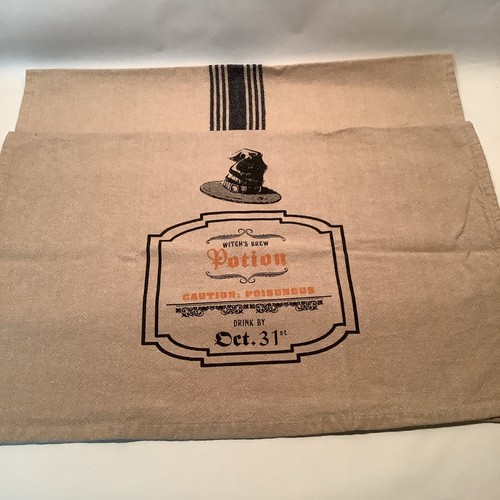 WITCH'S BREW
Potion
CAUTION: POISONOUS
DRINK BY
Oct. 31st